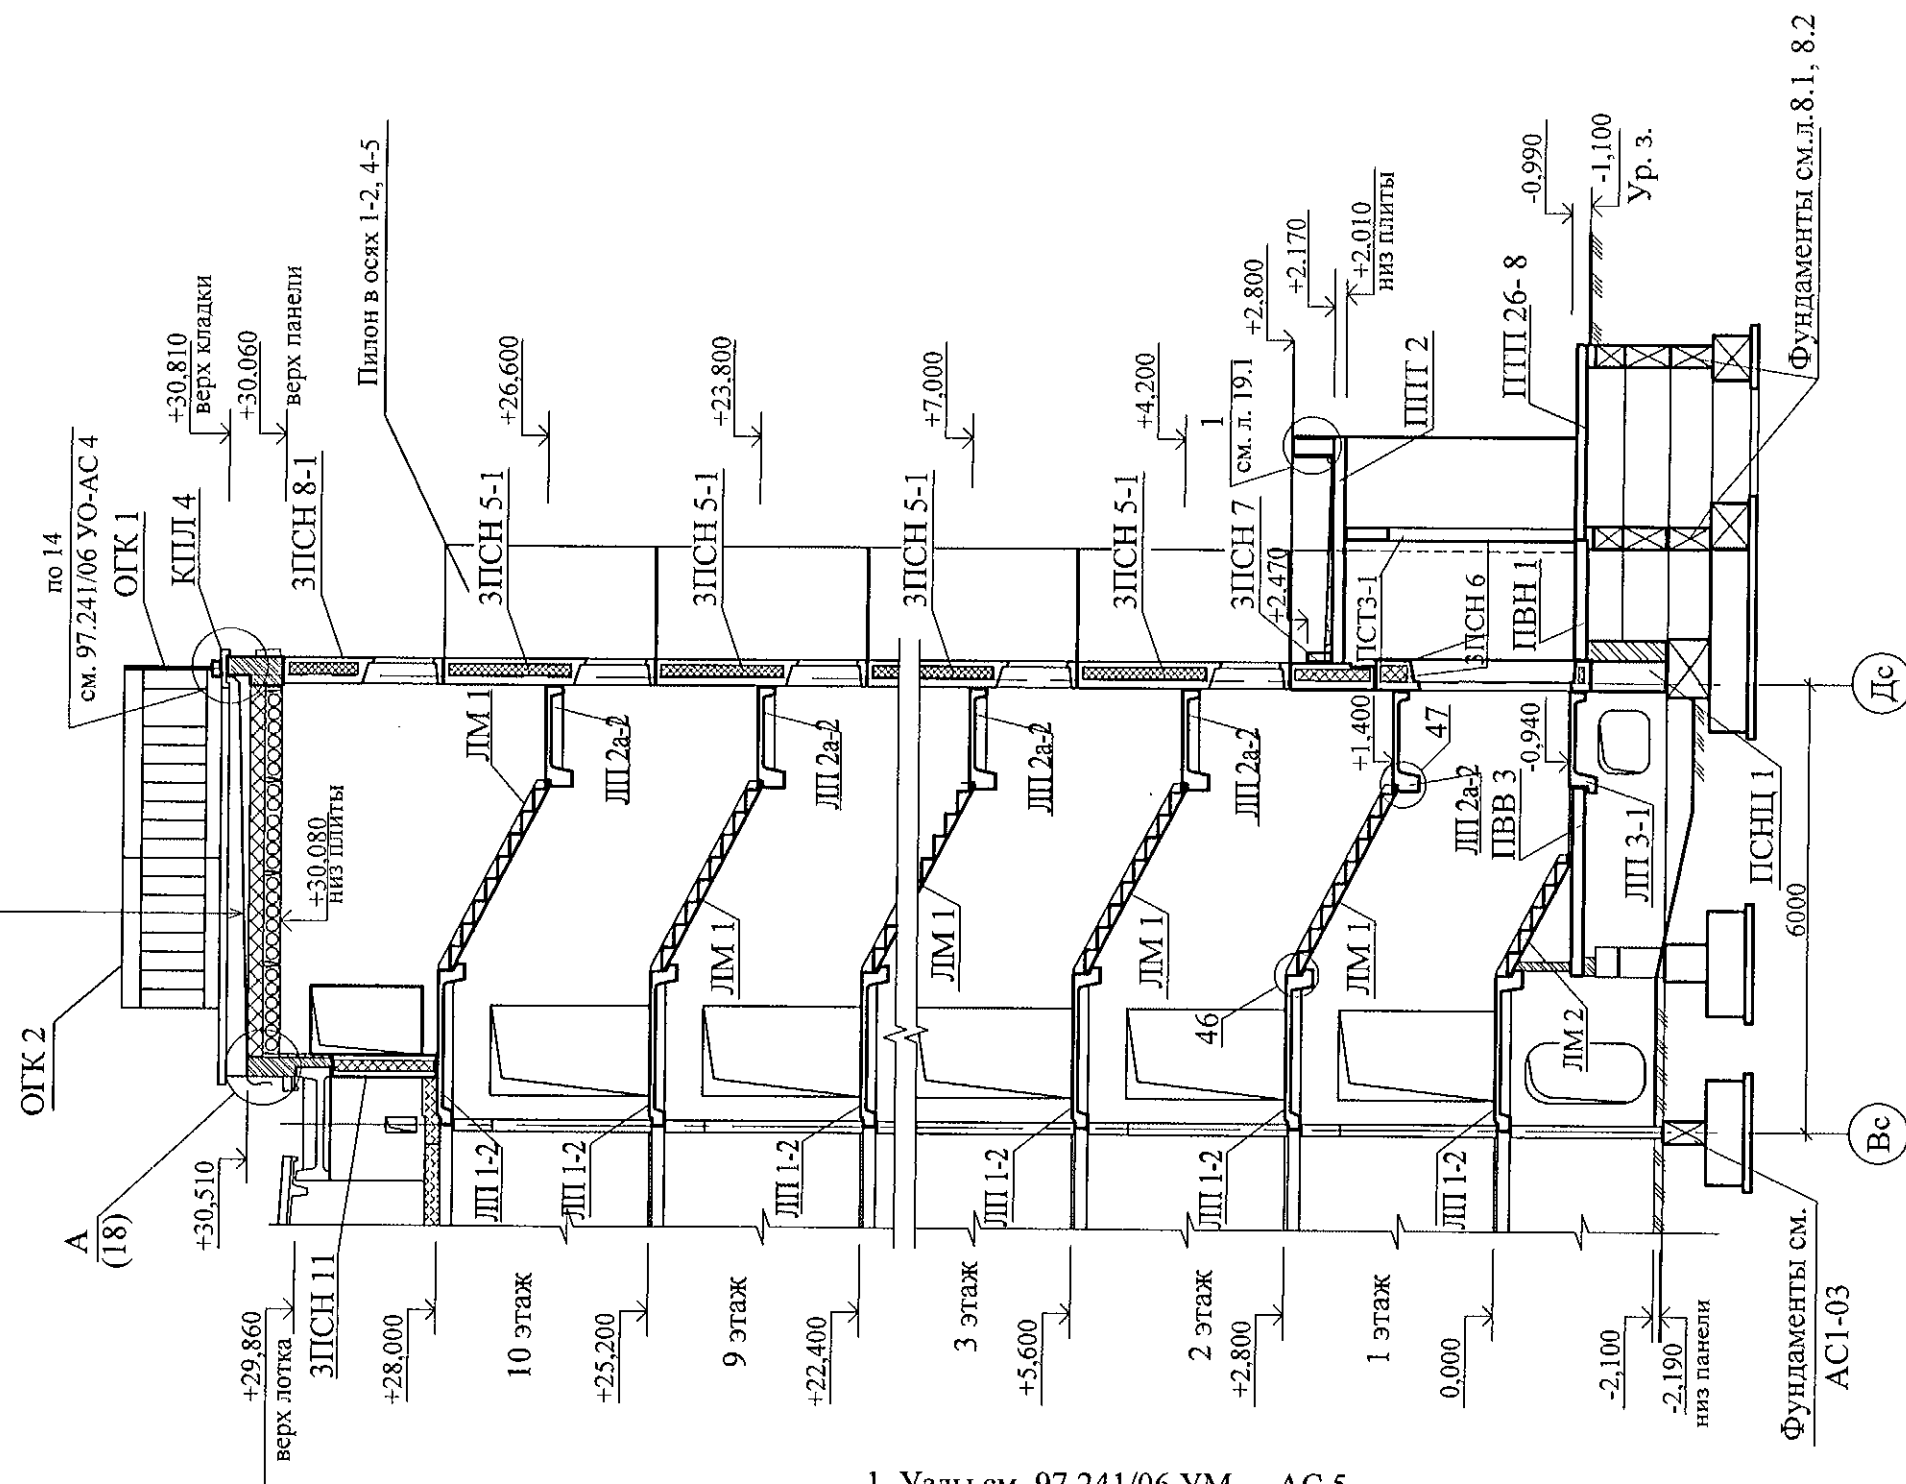 по 14
см. 97.241/06 УО-АС 4
ОГК 1
КПЛ 4
ОГК 2
+30,810
верх кладки
+30.060
верх панели
3ПСН 8-1
Пилон в осях 1-2, 4-5
+30,080
низ плиты
А
(18)
+30,510
+29,860
верх лотка
3ПСН 11
+28,000
10 этаж
+25,200
9 этаж
+22,400
3 этаж
+5,600
2 этаж
+2,800
1 этаж
0,000
-2,100
-2,190
низ панели
ЛП 1-2
ЛП 1-2
ЛП 1-2
ЛП 1-2
ЛП 1-2
ЛП 1-2
ЛМ 1
ЛМ 1
ЛМ 1
ЛМ 1
ЛМ 1
ЛМ 2
46
47
ЛП 2а-2
ЛП 2а-2
ЛП 2а-2
ЛП 2а-2
ЛП 2а-2
3ПСН 5-1
3ПСН 5-1
3ПСН 5-1
3ПСН 5-1
+26,600
+23,800
+7,000
+4,200
1
см. л. 19.1
3ПСН 7
+2.470
+2.800
+2.170
+2.010
низ плиты
ППТ 2
ПСТ3-1
3ПСН 6
ПВН 1
ПТП 26-8
-0,990
-1,100
Ур. з.
+1,400
-0,940
ПВВ 3
ЛП 3-1
ПСНЦ 1
Фундаменты см.л.8.1, 8.2
6000
Дс
Вс
Фундаменты см.
АС1-03
1. Узлы см. 97.241/06 УМ – АС 5